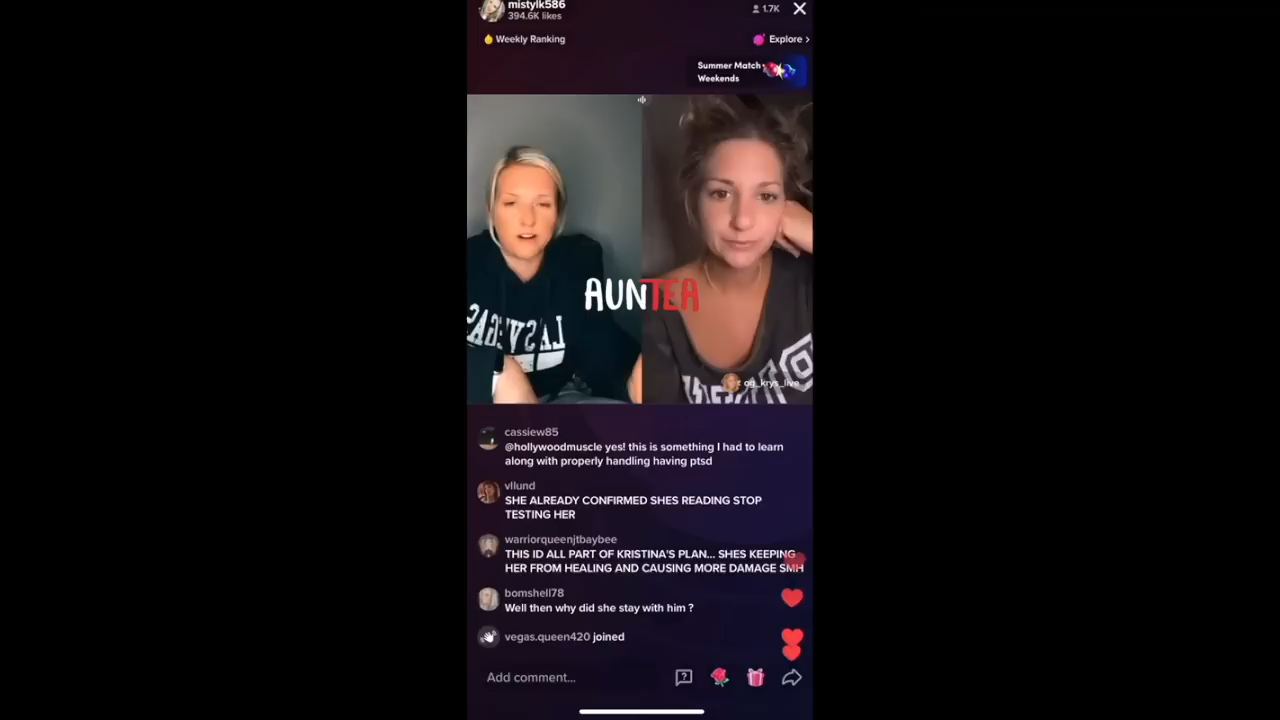 mistylk586
394.6K likes
1.7K
Weekly Ranking
Explore >
Summer Match
Weekends
AUNTEA
LAS VEGAS
og_krys_live
cassiew85
@hollywoodmuscle yes! this is something I had to learn
along with properly handling having ptsd
vllund
SHE ALREADY CONFIRMED SHES READING STOP
TESTING HER
warriorqueenjtbaybee
THIS ID ALL PART OF KRISTINA'S PLAN... SHES KEEPING
HER FROM HEALING AND CAUSING MORE DAMAGE SMH
bomshell78
Well then why did she stay with him ?
vegas.queen420 joined
Add comment...